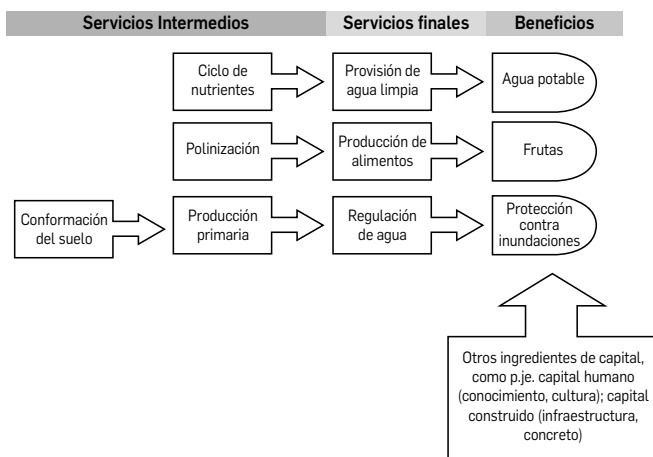 Servicios Intermedios Servicios finales Beneficios
Ciclo de
nutrientes
Provisión de
agua limpia
Agua potable
Polinización
Producción de
alimentos
Frutas
Conformación
del suelo
Producción
primaria
Regulación
de agua
Protección
contra
inundaciones
Otros ingredientes de capital,
como p.je. capital humano
(conocimiento, cultura); capital
construido (infraestructura,
concreto)